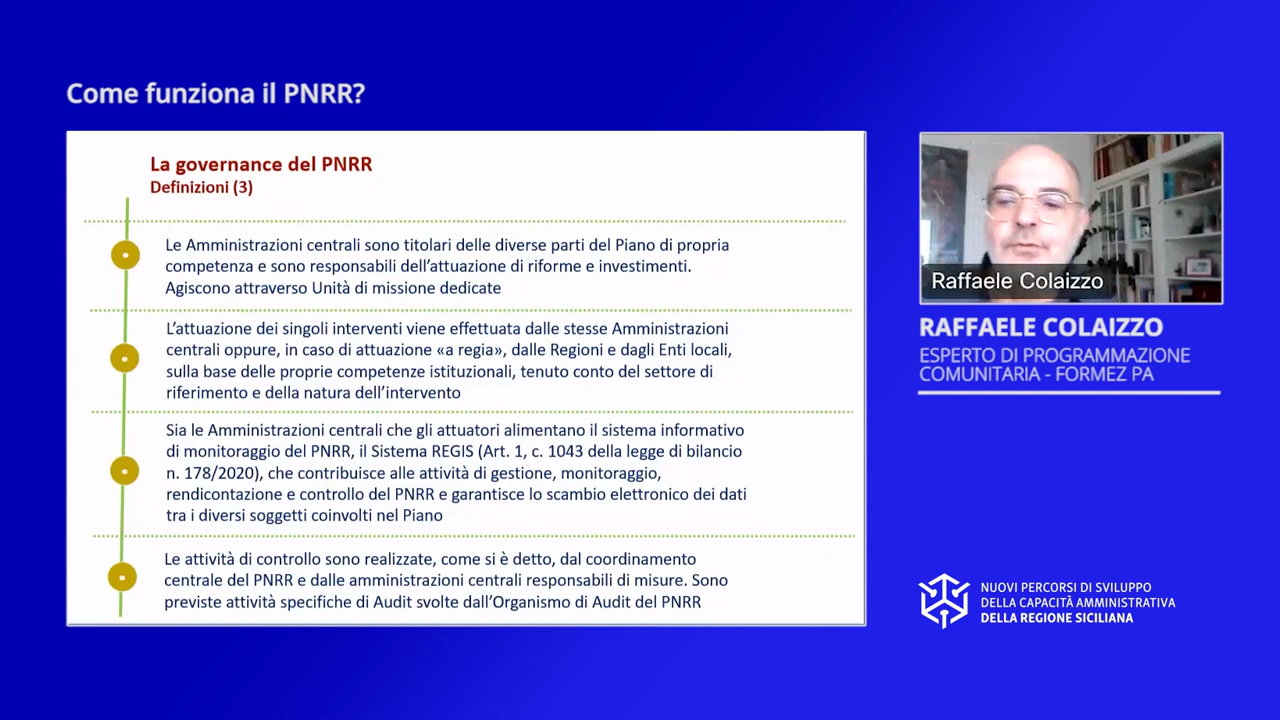 Come funziona il PNRR?
La governance del PNRR
Definizioni (3)
Le Amministrazioni centrali sono titolari delle diverse parti del Piano di propria
competenza e sono responsabili dell'attuazione di riforme e investimenti.
Agiscono attraverso Unità di missione dedicate
L'attuazione dei singoli interventi viene effettuata dalle stesse Amministrazioni
centrali oppure, in caso di attuazione «a regia», dalle Regioni e dagli Enti locali,
sulla base delle proprie competenze istituzionali, tenuto conto del settore di
riferimento e della natura dell'intervento
Sia le Amministrazioni centrali che gli attuatori alimentano il sistema informativo
di monitoraggio del PNRR, il Sistema REGIS (Art. 1, c. 1043 della legge di bilancio
n. 178/2020), che contribuisce alle attività di gestione, monitoraggio,
rendicontazione e controllo del PNRR e garantisce lo scambio elettronico dei dati
tra i diversi soggetti coinvolti nel Piano
Le attività di controllo sono realizzate, come si è detto, dal coordinamento
centrale del PNRR e dalle amministrazioni centrali responsabili di misure. Sono
previste attività specifiche di Audit svolte dall'Organismo di Audit del PNRR
Raffaele Colaizzo
RAFFAELE COLAIZZO
ESPERTO DI PROGRAMMAZIONE
COMUNITARIA - FORMEZ PA
NUOVI PERCORSI DI SVILUPPO
DELLA CAPACITÀ AMMINISTRATIVA
DELLA REGIONE SICILIANA